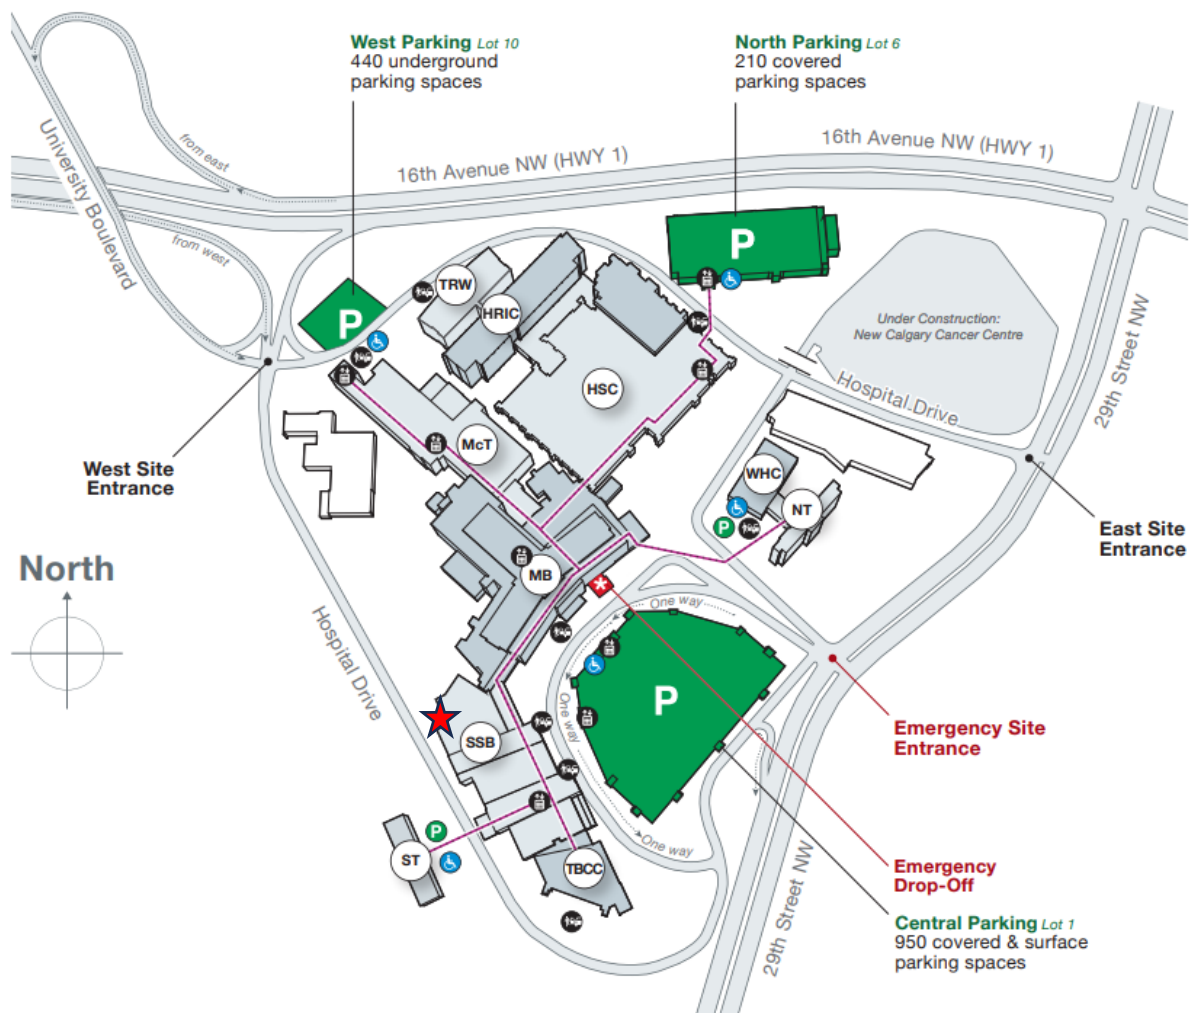 West Parking Lot 10
440 underground
parking spaces
North Parking Lot 6
210 covered
parking spaces
University Boulevard
from east
16th Avenue NW (HWY 1)
16th Avenue NW (HWY 1)
from west
P
TRW
HRIC
P
Under Construction:
New Calgary Cancer Centre
29th Street NW
HSC
Hospital Drive
McT
West Site
Entrance
WHC
NT
P
East Site
Entrance
North
MB
*
One way
Hospital Drive
P
One way
SSB
Emergency Site
Entrance
P
ST
One way
TBCC
Emergency
Drop-Off
29th Street NW
Central Parking Lot 1
950 covered & surface
parking spaces